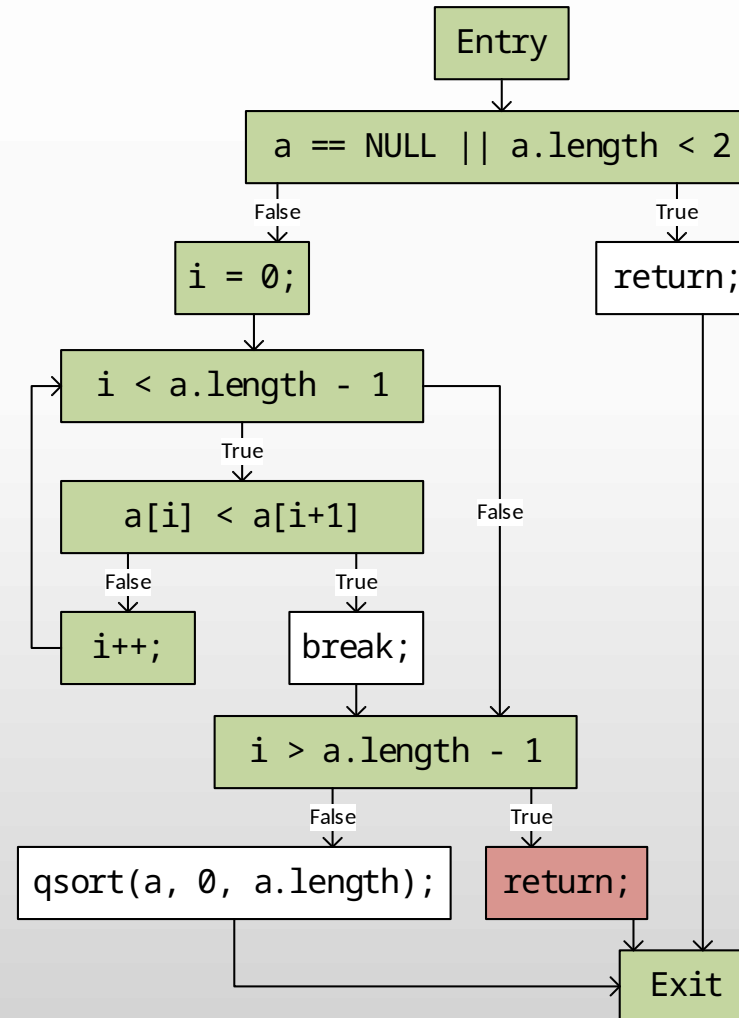 Entry
a == NULL || a.length < 2
False
True
i = 0;
return;
i < a.length - 1
True
a[i] < a[i+1]
False
False
True
i++;
break;
i > a.length - 1
False
True
qsort(a, 0, a.length);
return;
Exit